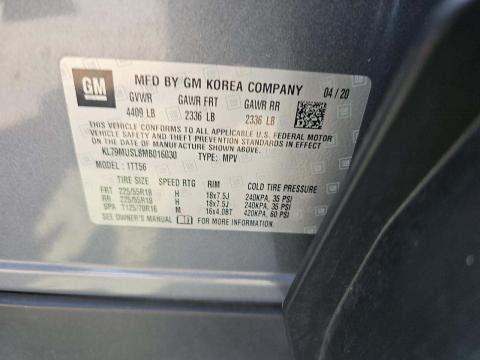 GM
MFD BY GM KOREA COMPANY 04/20
GVWR GAWR FRT GAWR RR
4409 LB 2336 LB 2336 LB
THIS VEHICLE CONFORMS TO ALL APPLICABLE U.S. FEDERAL MOTOR
VEHICLE SAFETY AND THEFT PREVENTION STANDARDS IN EFFECT ON
THE DATE OF MANUFACTURE SHOWN ABOVE.
KL79MUSL8MB016030 TYPE: MPV
MODEL: 1TT56
TIRE SIZE SPEED RTG RIM COLD TIRE PRESSURE
FRT 225/55R18 H 18x7.5J 240KPA, 35 PSI
RR 225/55R18 H 18x7.5J 240KPA, 35 PSI
SPA T125/70R16 M 16x4.0BT 420KPA, 60 PSI
SEE OWNER'S MANUAL FOR MORE INFORMATION